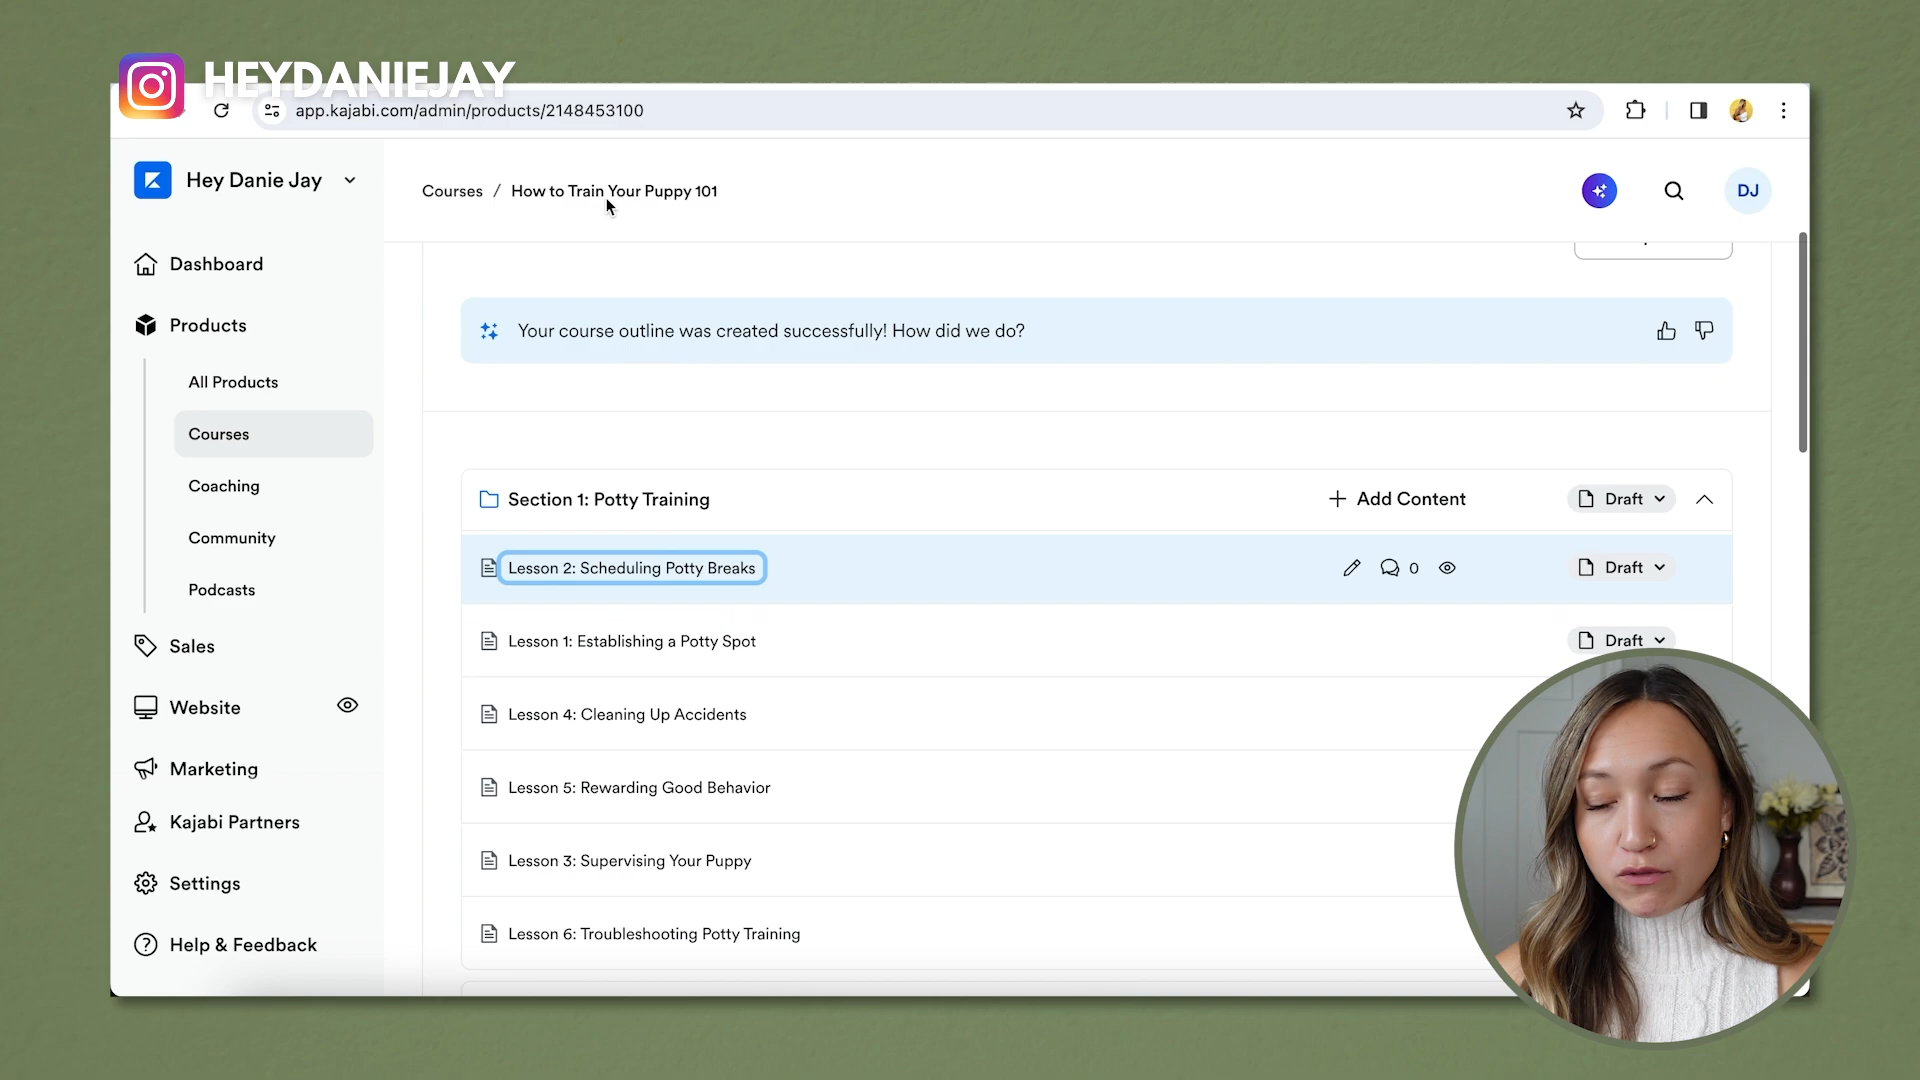 HEYDANIEJAY
app.kajabi.com/admin/products/2148453100
Hey Danie Jay
Courses / How to Train Your Puppy 101
DJ
Dashboard
Products
All Products
Courses
Coaching
Community
Podcasts
Sales
Website
Marketing
Kajabi Partners
Settings
Help & Feedback
Your course outline was created successfully! How did we do?
Section 1: Potty Training
Add Content
Draft
Lesson 2: Scheduling Potty Breaks
0
Draft
Lesson 1: Establishing a Potty Spot
Draft
Lesson 4: Cleaning Up Accidents
Lesson 5: Rewarding Good Behavior
Lesson 3: Supervising Your Puppy
Lesson 6: Troubleshooting Potty Training